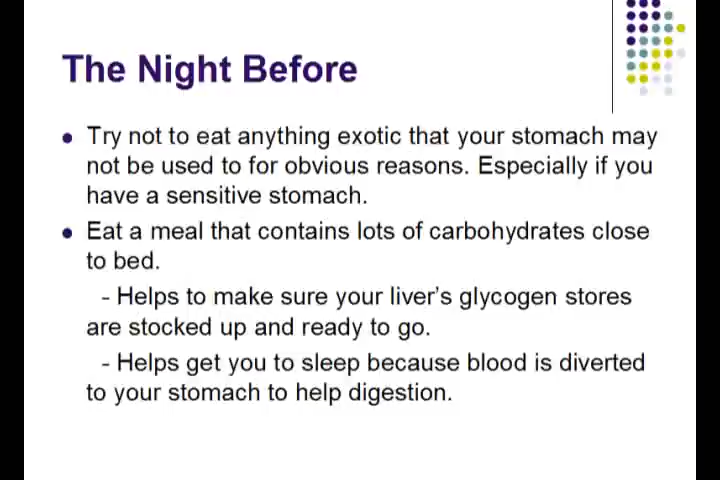 The Night Before
● Try not to eat anything exotic that your stomach may
not be used to for obvious reasons. Especially if you
have a sensitive stomach.
● Eat a meal that contains lots of carbohydrates close
to bed.
- Helps to make sure your liver’s glycogen stores
are stocked up and ready to go.
- Helps get you to sleep because blood is diverted
to your stomach to help digestion.